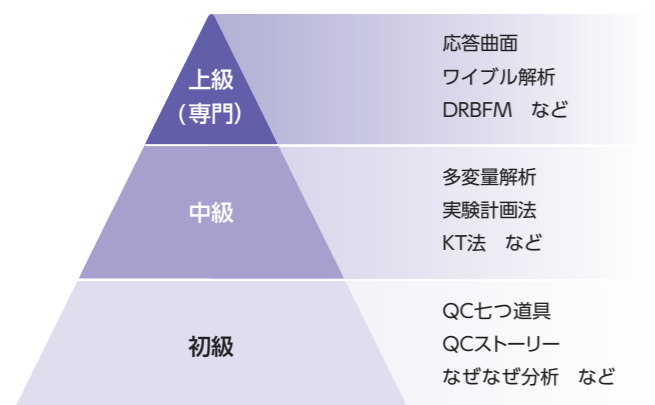 上級
(専門)
応答曲面
ワイブル解析
DRBFM　など
中級
多変量解析
実験計画法
KT法　など
初級
QC七つ道具
QCストーリー
なぜなぜ分析　など